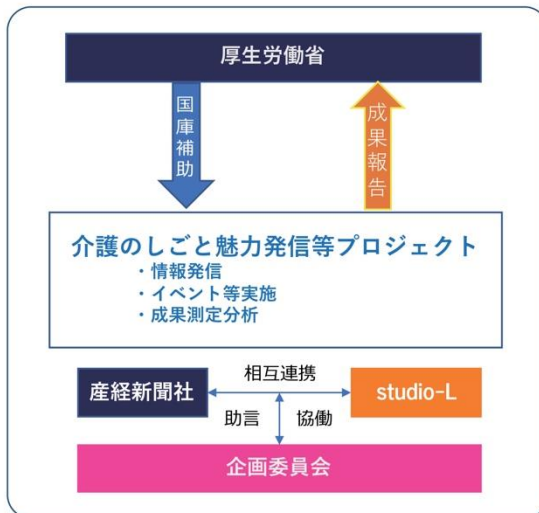 厚生労働省
国庫補助
成果報告
介護のしごと魅力発信等プロジェクト
・情報発信
・イベント等実施
・成果測定分析
産経新聞社
相互連携
studio-L
助言
協働
企画委員会